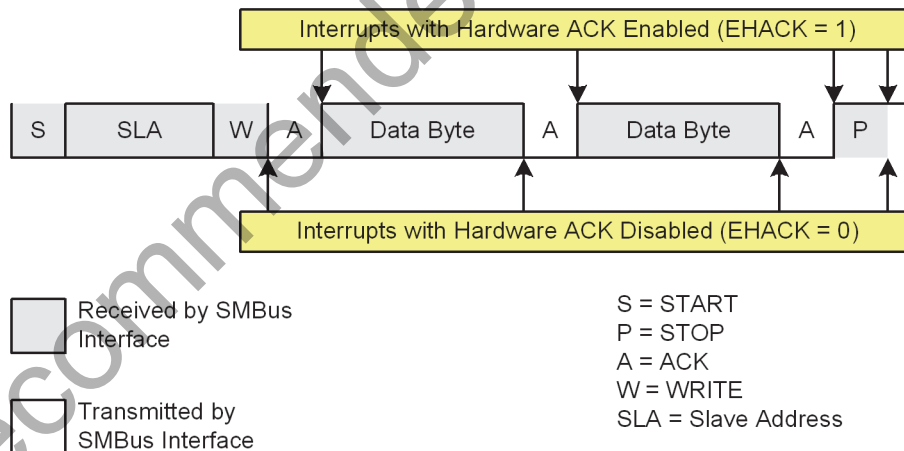 Interrupts with Hardware ACK Enabled (EHACK = 1)
S SLA W A Data Byte A Data Byte A P
Interrupts with Hardware ACK Disabled (EHACK = 0)
Received by SMBus
Interface
Transmitted by
SMBus Interface
S = START
P = STOP
A = ACK
W = WRITE
SLA = Slave Address
ecommende